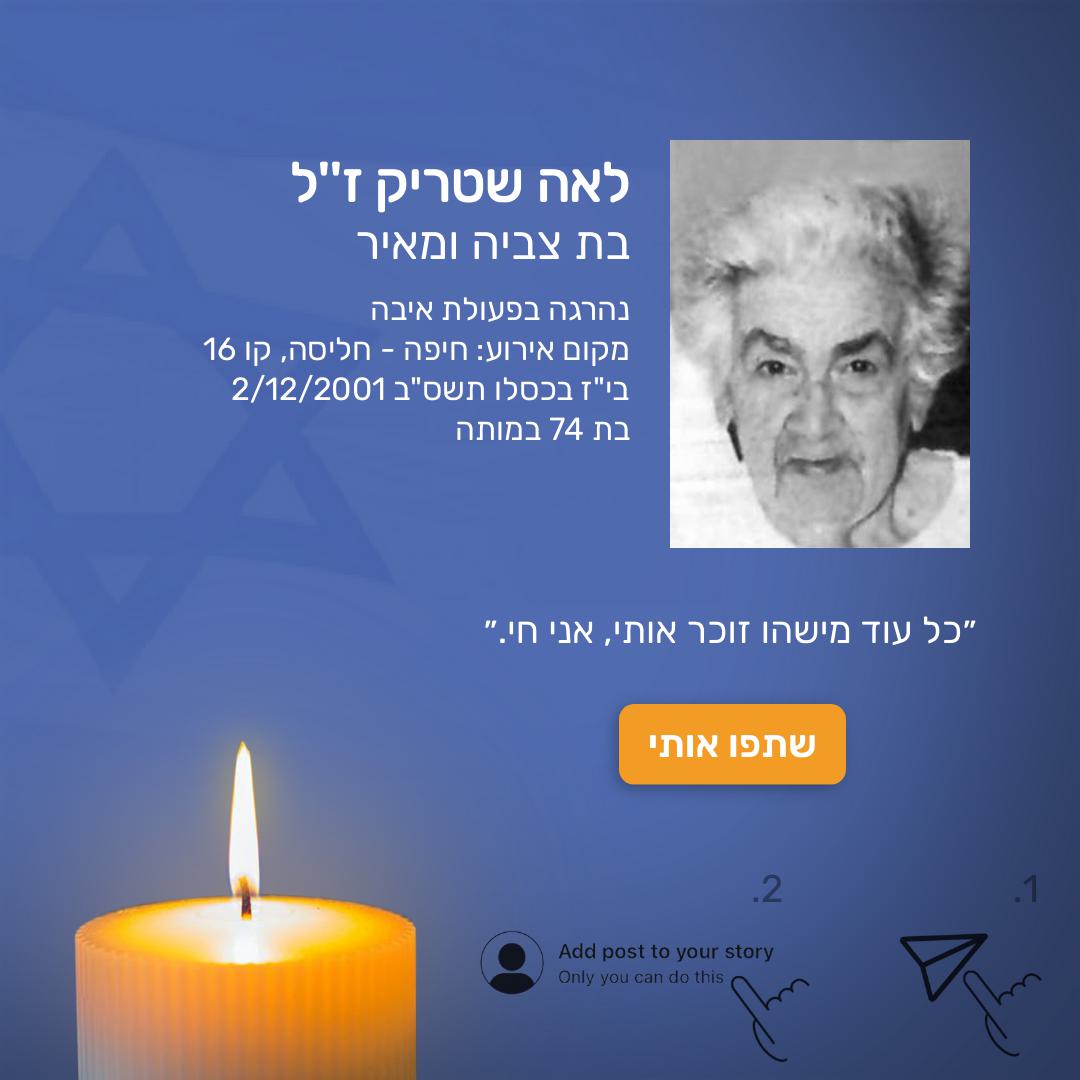 לאה שטריק ז"ל
בת צביה ומאיר
נהרגה בפעולת איבה
מקום אירוע: חיפה - חליסה, קו 16
בי"ז בכסלו תשס"ב 2/12/2001
בת 74 במותה
״כל עוד מישהו זוכר אותי, אני חי.״
שתפו אותי
1.
2.
Add post to your story
Only you can do this